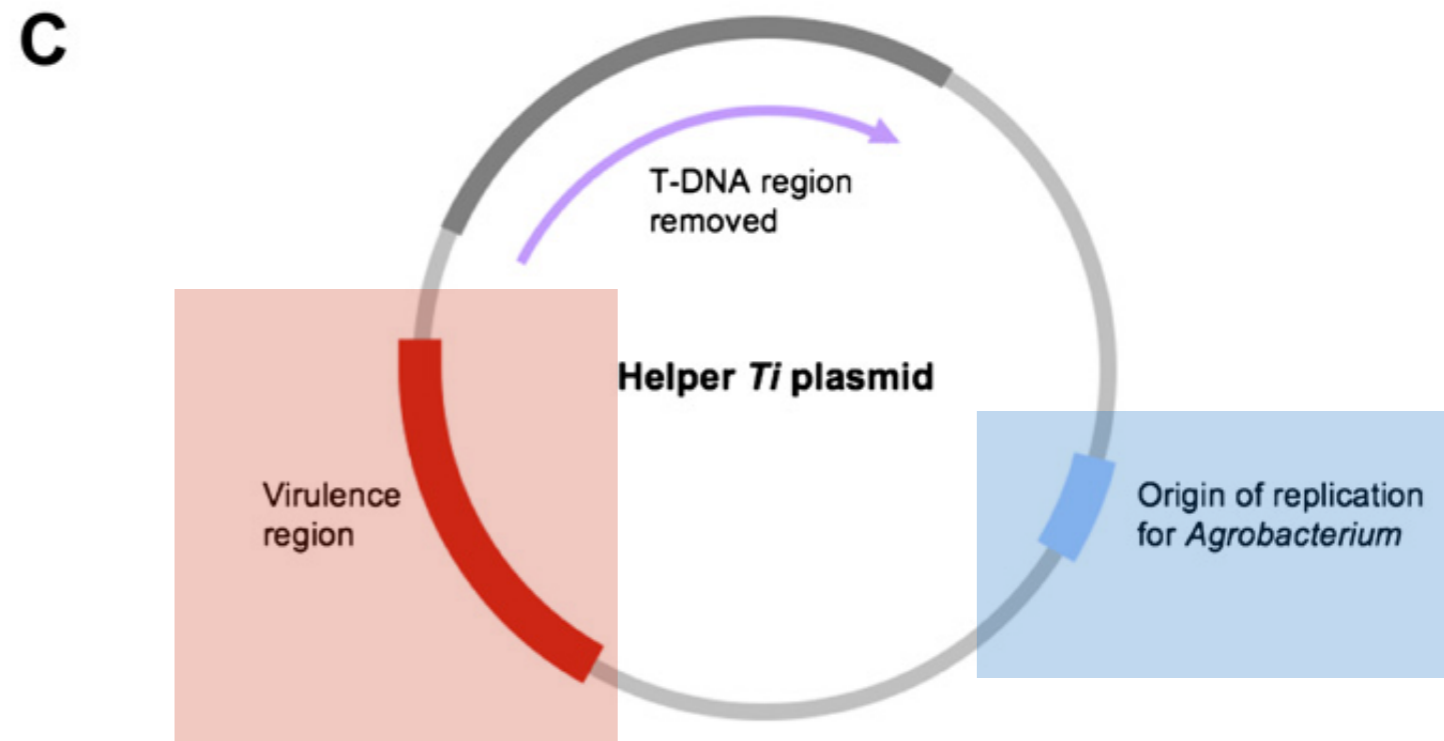 C
T-DNA region
removed
Helper Ti plasmid
Virulence
region
Origin of replication
for Agrobacterium